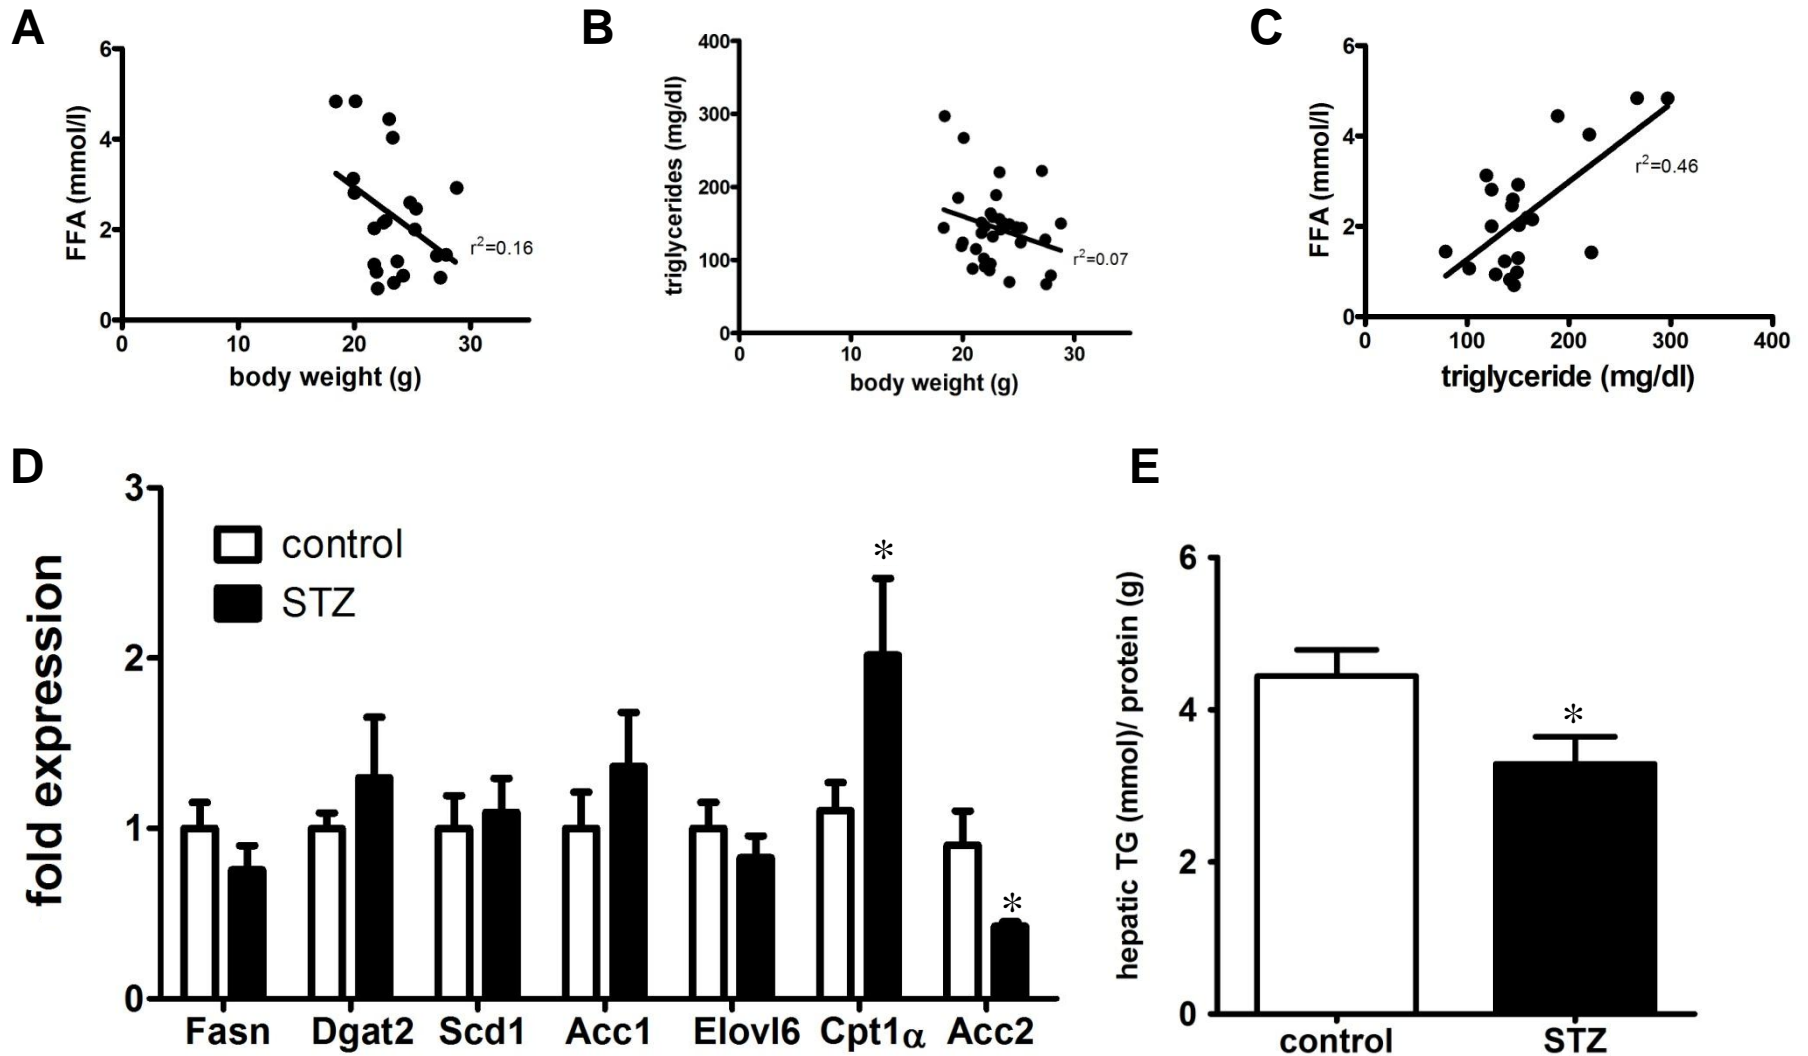 A
6
4
2
0
FFA (mmol/l)
r²=0.16
0 10 20 30
body weight (g)
B
400
300
200
100
0
triglycerides (mg/dl)
r²=0.07
0 10 20 30
body weight (g)
C
6
4
2
0
FFA (mmol/l)
r²=0.46
0 100 200 300 400
triglyceride (mg/dl)
D
3
2
1
0
fold expression
control
STZ
*
*
Fasn Dgat2 Scd1 Acc1 Elovl6 Cpt1α Acc2
E
6
4
2
0
hepatic TG (mmol)/ protein (g)
*
control STZ